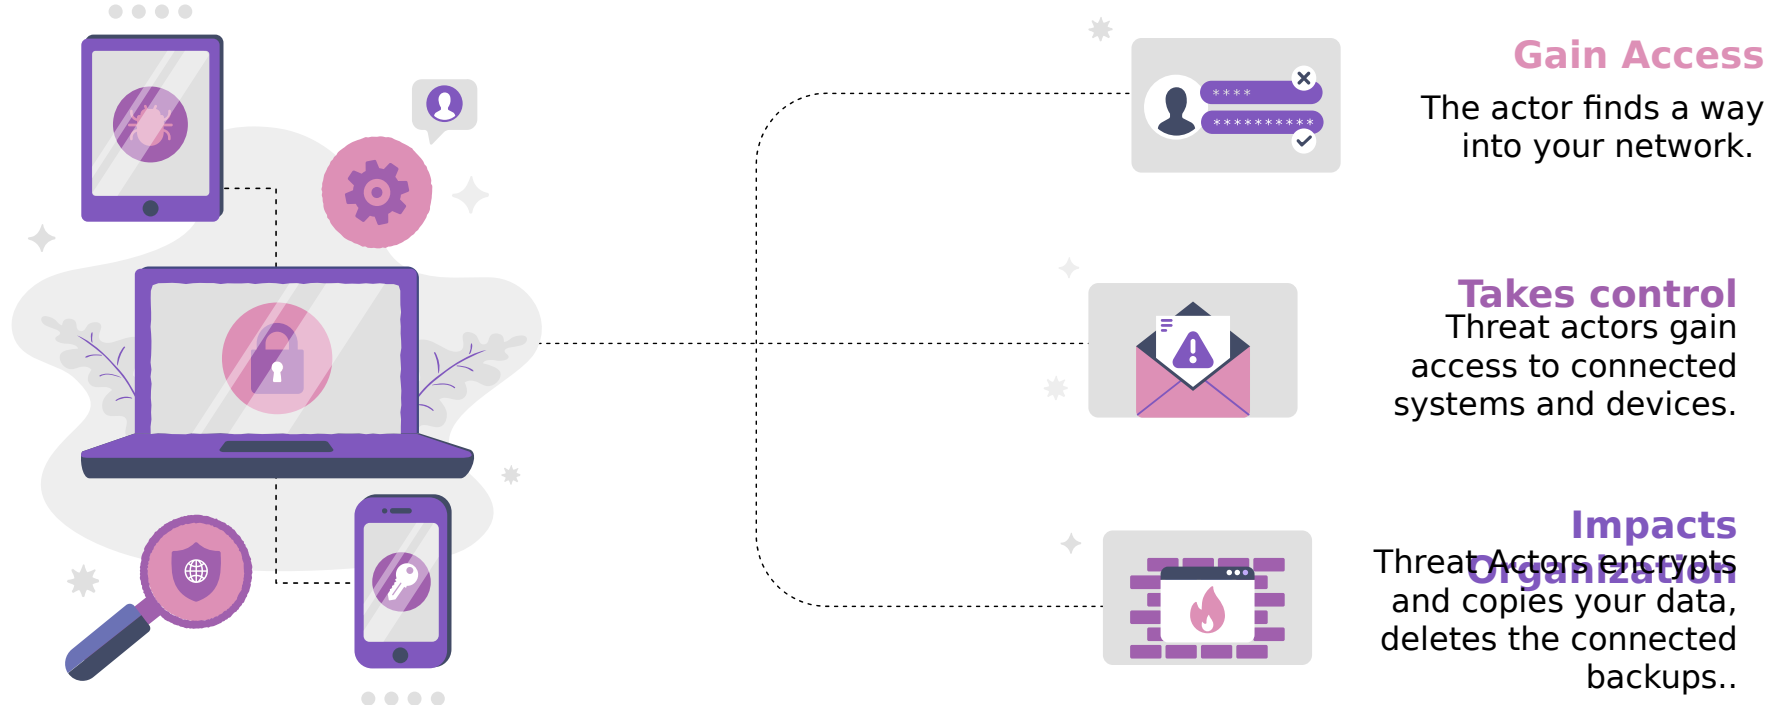 Gain Access
The actor finds a way
into your network.
****
**********
Takes control
Threat actors gain
access to connected
systems and devices.
Impacts
Organization
Threat Actors encrypts
and copies your data,
deletes the connected
backups..